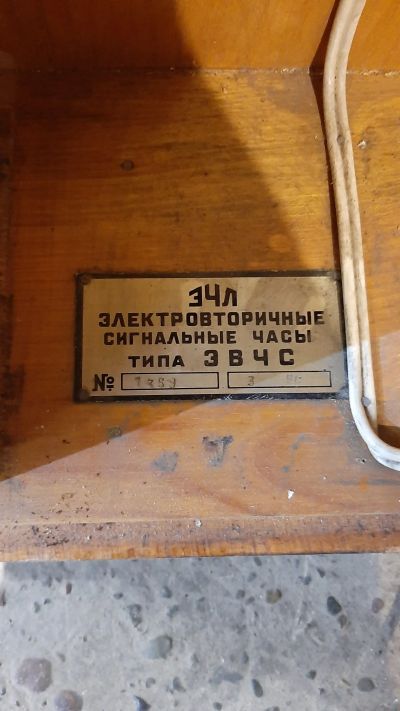 ЭЧЛ
ЭЛЕКТРОВТОРИЧНЫЕ
СИГНАЛЬНЫЕ ЧАСЫ
ТИПА ЭВЧС
№